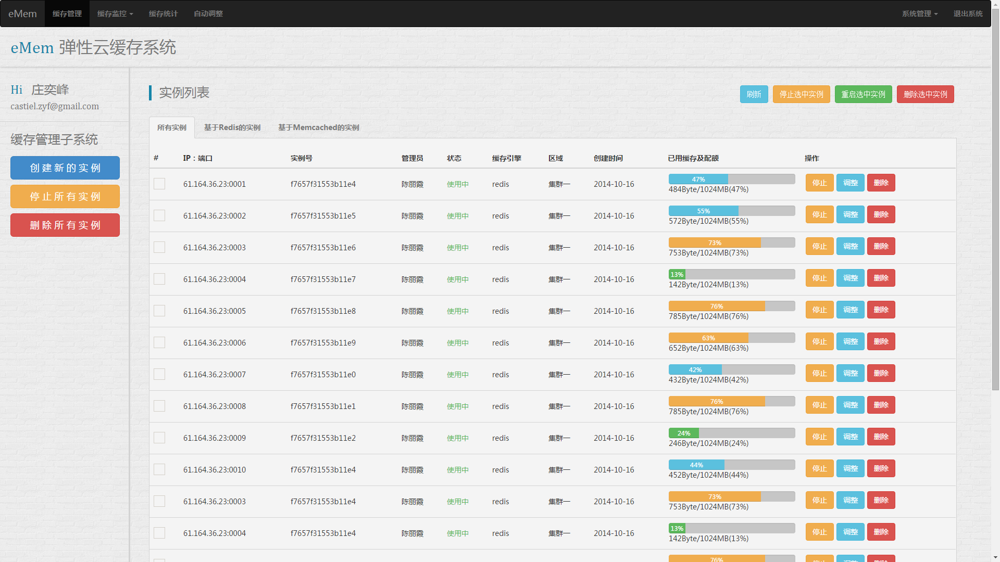 eMem 缓存管理 缓存监控 缓存统计 自动调整 系统管理 退出系统
eMem 弹性云缓存系统
Hi 庄奕峰
castiel.zyf@gmail.com
缓存管理子系统
创建新的实例
停止所有实例
删除所有实例
实例列表 刷新 停止选中实例 重启选中实例 删除选中实例
所有实例 基于Redis的实例 基于Memcached的实例
# IP：端口 实例号 管理员 状态 缓存引擎 区域 创建时间 已用缓存及配额 操作
61.164.36.23:0001 f7657f31553b11e4 陈丽霞 使用中 redis 集群一 2014-10-16 47% 停止 调整 删除
484Byte/1024MB(47%)
61.164.36.23:0002 f7657f31553b11e5 陈丽霞 使用中 redis 集群一 2014-10-16 55% 停止 调整 删除
572Byte/1024MB(55%)
61.164.36.23:0003 f7657f31553b11e6 陈丽霞 使用中 redis 集群一 2014-10-16 73% 停止 调整 删除
753Byte/1024MB(73%)
61.164.36.23:0004 f7657f31553b11e7 陈丽霞 使用中 redis 集群一 2014-10-16 13% 停止 调整 删除
142Byte/1024MB(13%)
61.164.36.23:0005 f7657f31553b11e8 陈丽霞 使用中 redis 集群一 2014-10-16 76% 停止 调整 删除
785Byte/1024MB(76%)
61.164.36.23:0006 f7657f31553b11e9 陈丽霞 使用中 redis 集群一 2014-10-16 63% 停止 调整 删除
652Byte/1024MB(63%)
61.164.36.23:0007 f7657f31553b11e0 陈丽霞 使用中 redis 集群一 2014-10-16 42% 停止 调整 删除
432Byte/1024MB(42%)
61.164.36.23:0008 f7657f31553b11e1 陈丽霞 使用中 redis 集群一 2014-10-16 76% 停止 调整 删除
785Byte/1024MB(76%)
61.164.36.23:0009 f7657f31553b11e2 陈丽霞 使用中 redis 集群一 2014-10-16 24% 停止 调整 删除
246Byte/1024MB(24%)
61.164.36.23:0010 f7657f31553b11e4 陈丽霞 使用中 redis 集群一 2014-10-16 44% 停止 调整 删除
452Byte/1024MB(44%)
61.164.36.23:0003 f7657f31553b11e4 陈丽霞 使用中 redis 集群一 2014-10-16 73% 停止 调整 删除
753Byte/1024MB(73%)
61.164.36.23:0004 f7657f31553b11e4 陈丽霞 使用中 redis 集群一 2014-10-16 13% 停止 调整 删除
142Byte/1024MB(13%)
76%